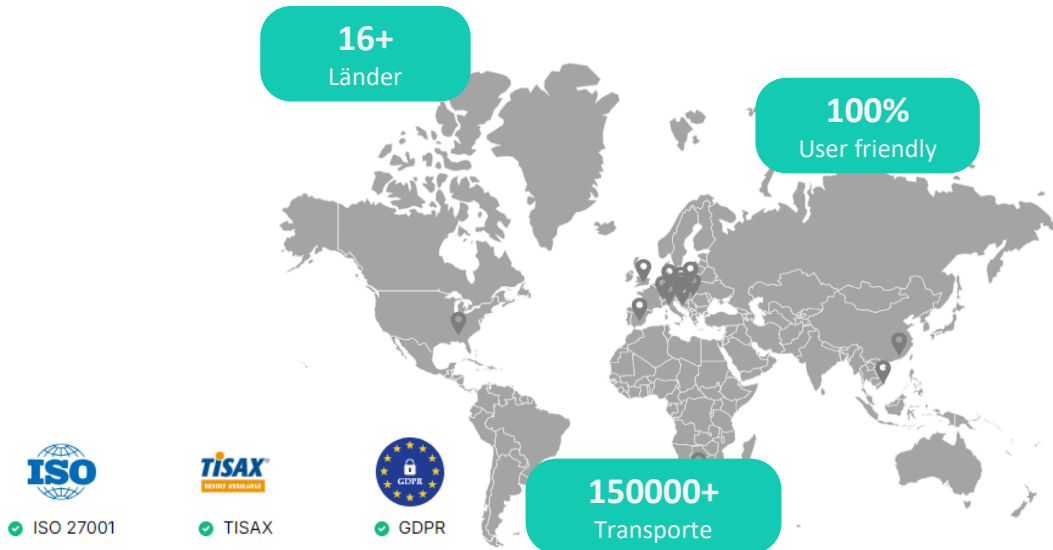 16+
Länder
100%
User friendly
150000+
Transporte
ISO
TiSAX
RESULT AVAILABLE
GDPR
ISO 27001
TISAX
GDPR